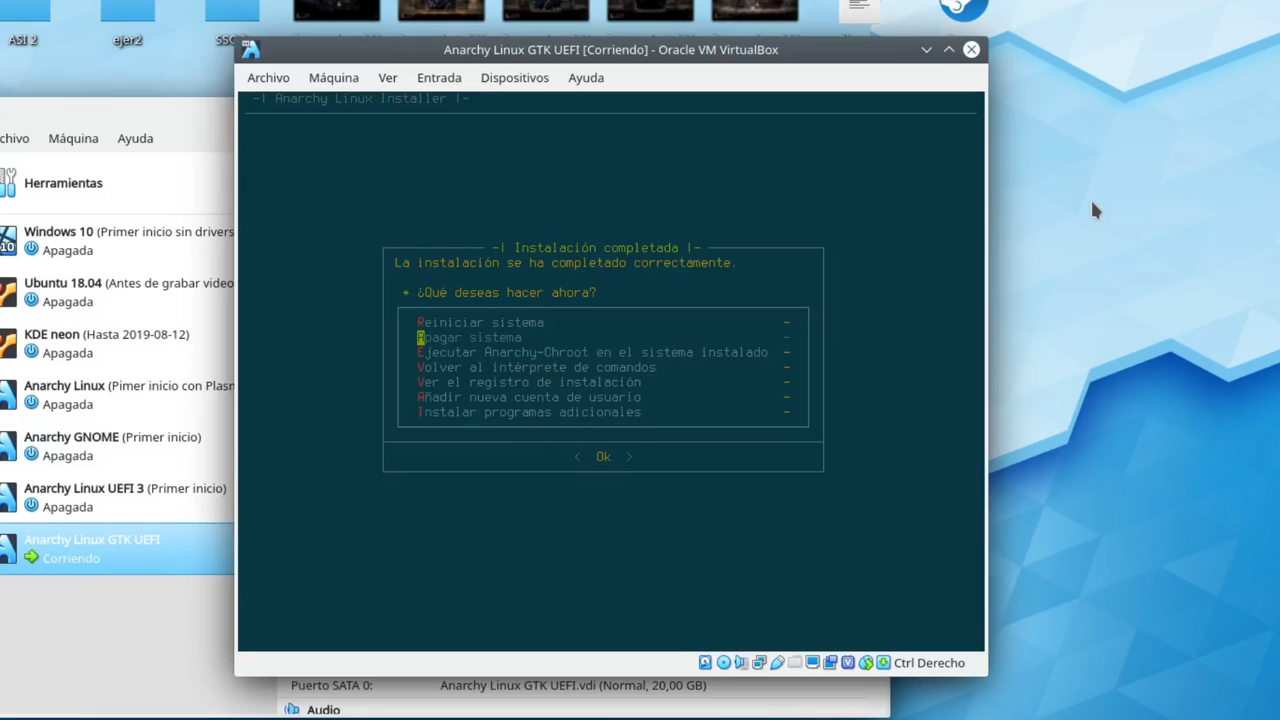 ASI 2
ejer2
SSO
Anarchy Linux GTK UEFI [Corriendo] - Oracle VM VirtualBox
Archivo Máquina Ver Entrada Dispositivos Ayuda
-| Anarchy Linux Installer |-
chivo Máquina Ayuda
Herramientas
Windows 10 (Primer inicio sin drivers
Apagada
Ubuntu 18.04 (Antes de grabar video
Apagada
KDE neon (Hasta 2019-08-12)
Apagada
Anarchy Linux (Pimer inicio con Plasm
Apagada
Anarchy GNOME (Primer inicio)
Apagada
Anarchy Linux UEFI 3 (Primer inicio)
Apagada
Anarchy Linux GTK UEFI
Corriendo
-| Instalación completada |-
La instalación se ha completado correctamente.
* ¿Qué deseas hacer ahora?
Reiniciar sistema -
Apagar sistema -
Ejecutar Anarchy-Chroot en el sistema instalado -
Volver al intérprete de comandos -
Ver el registro de instalación -
Añadir nueva cuenta de usuario -
Instalar programas adicionales -
< Ok >
Ctrl Derecho
Puerto SATA 0: Anarchy Linux GTK UEFI.vdi (Normal, 20,00 GB)
Audio